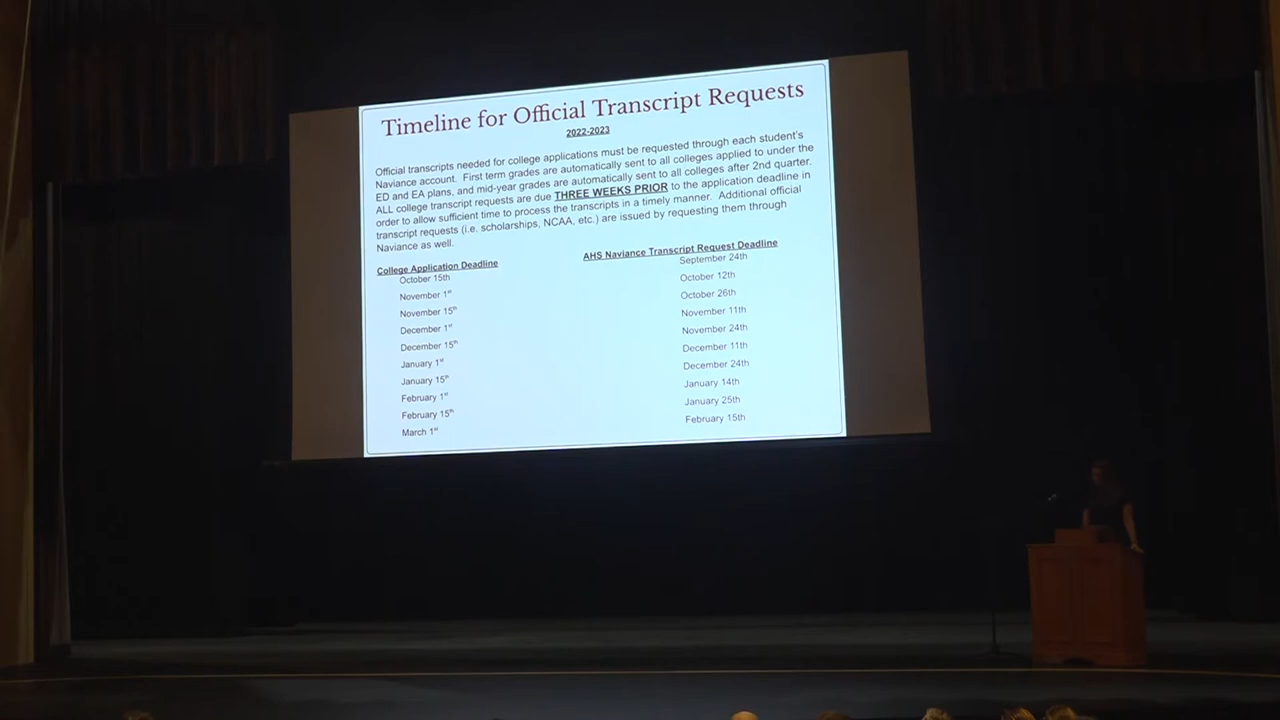 Timeline for Official Transcript Requests
2022-2023
Official transcripts needed for college applications must be requested through each student's
Naviance account. First term grades are automatically sent to all colleges applied to under the
ED and EA plans, and mid-year grades are automatically sent to all colleges after 2nd quarter.
ALL college transcript requests are due THREE WEEKS PRIOR to the application deadline in
order to allow sufficient time to process the transcripts in a timely manner. Additional official
transcript requests (i.e. scholarships, NCAA, etc.) are issued by requesting them through
Naviance as well.
College Application Deadline
October 15th
November 1st
November 15th
December 1st
December 15th
January 1st
January 15th
February 1st
February 15th
March 1st
AHS Naviance Transcript Request Deadline
September 24th
October 12th
October 26th
November 11th
November 24th
December 11th
December 24th
January 14th
January 25th
February 15th